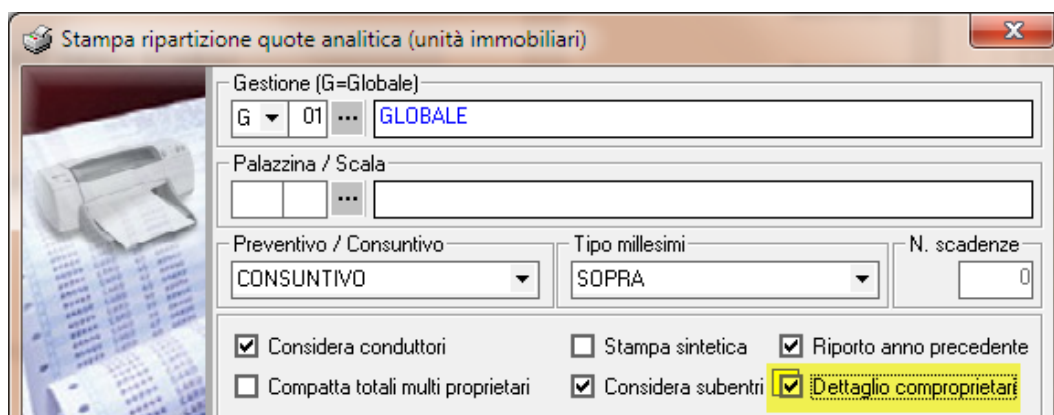 Stampa ripartizione quote analitica (unità immobiliari)
x
Gestione (G=Globale)
G 01 ... GLOBALE
Palazzina / Scala
...
Preventivo / Consuntivo Tipo millesimi N. scadenze
CONSUNTIVO SOPRA 0
Considera conduttori Stampa sintetica Riporto anno precedente
Compatta totali multi proprietari Considera subentri Dettaglio comproprietari